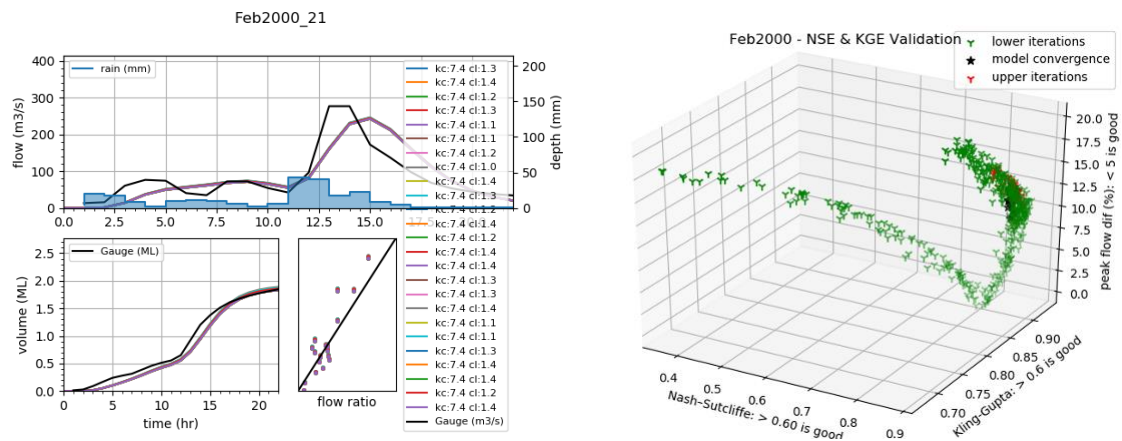 Feb2000_21
400
300
200
100
0
flow (m3/s)
rain (mm)
200
150
100
50
0
depth (mm)
0.0 2.5 5.0 7.5 10.0 12.5 15.0 17.5 20.0
kc:7.4 cl:1.3
kc:7.4 cl:1.4
kc:7.4 cl:1.2
kc:7.4 cl:1.3
kc:7.4 cl:1.1
kc:7.4 cl:1.1
kc:7.4 cl:1.2
kc:7.4 cl:1.0
kc:7.4 cl:1.4
kc:7.4 cl:1.3
kc:7.4 cl:1.2
kc:7.4 cl:1.4
kc:7.4 cl:1.2
kc:7.4 cl:1.4
kc:7.4 cl:1.4
kc:7.4 cl:1.3
kc:7.4 cl:1.3
kc:7.4 cl:1.4
kc:7.4 cl:1.1
kc:7.4 cl:1.1
kc:7.4 cl:1.3
kc:7.4 cl:1.4
kc:7.4 cl:1.4
kc:7.4 cl:1.2
kc:7.4 cl:1.4
Gauge (m3/s)
Gauge (ML)
2.5
2.0
1.5
1.0
0.5
0.0
volume (ML)
0 5 10 15 20
time (hr)
flow ratio
Feb2000 - NSE & KGE Validation
lower iterations
model convergence
upper iterations
20.0
17.5
15.0
12.5
10.0
7.5
5.0
2.5
0.0
peak flow dif (%): < 5 is good
0.90
0.85
0.80
0.75
0.70
Kling-Gupta: > 0.6 is good
0.4 0.5 0.6 0.7 0.8 0.9
Nash–Sutcliffe: > 0.60 is good